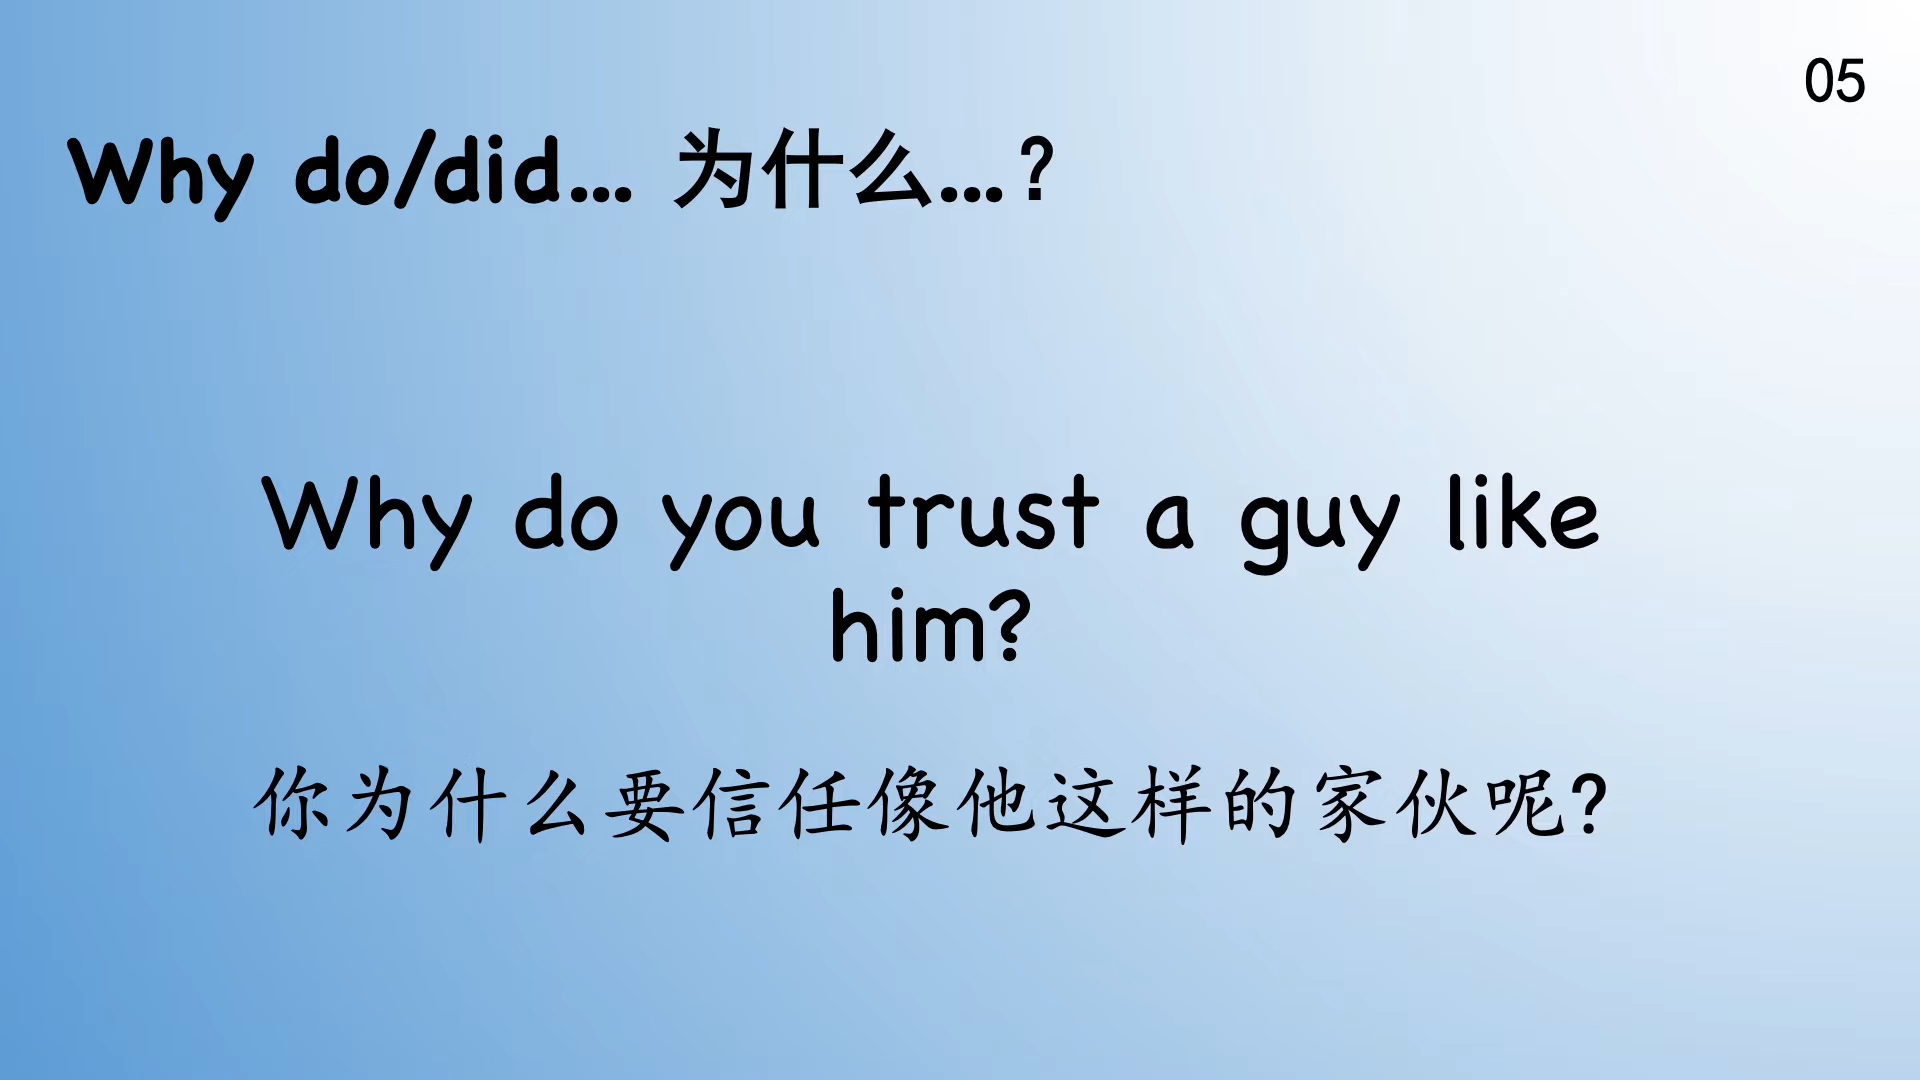 05
Why do/did... 为什么...?
Why do you trust a guy like
him?
你为什么要信任像他这样的家伙呢?